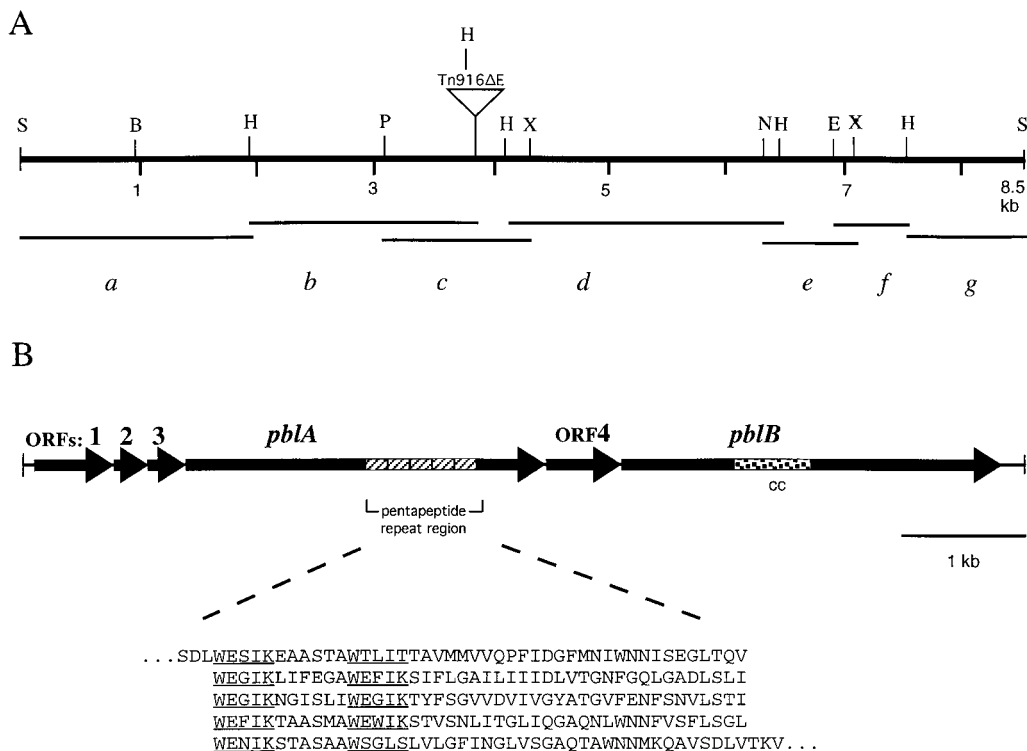 A
H
Tn916ΔE
S B H P H X N H E X H S
1 3 5 7 8.5
kb
a b c d e f g
B
ORFs: 1 2 3 pblA ORF4 pblB
cc
pentapeptide
repeat region
1 kb
...SDLWESIKEAASTAWTLITTAVMMVVQPFIDGFMNIWNNISEGLTQV
WEGIKLIFEGAWEFIKSIFLGAILIIIDLVTGNFGQLGADLSLI
WEGIKNGISLIWEGIKTYFSGVVDVIVGYATGVFENFSNVLSTI
WEFIKTAASMAWEWIKSTVSNLITGLIQGAQNLWNNFVSFLSGL
WENIKSTASAAWSGLSLVLGFINGLVSGAQTAWNNMKQAVSDLVTKV...